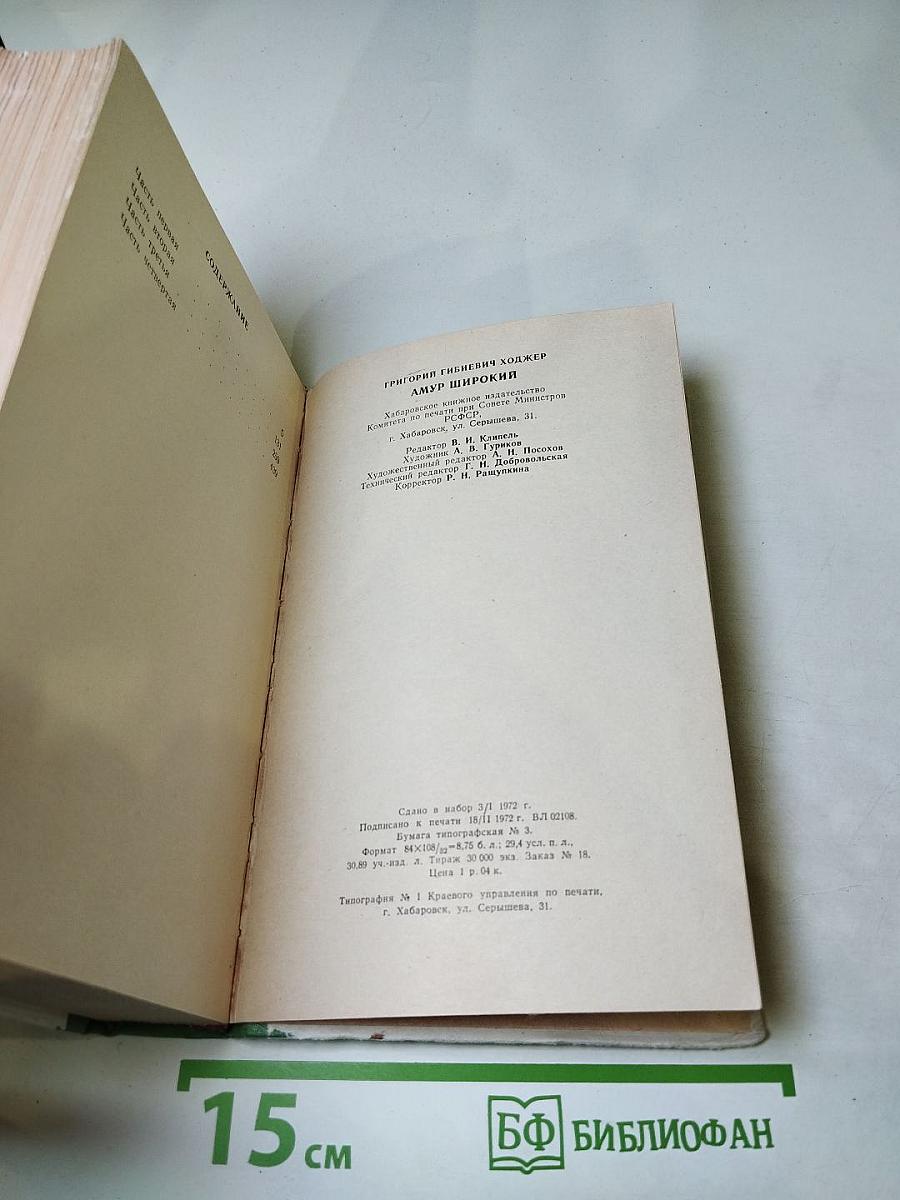 СОДЕРЖАНИЕ
Часть первая
Часть вторая
Часть третья
Часть четвертая
ГРИГОРИЙ ГИБИЕВИЧ ХОДЖЕР
АМУР ШИРОКИЙ
Хабаровское книжное издательство
Комитета по печати при Совете Министров
РСФСР,
г. Хабаровск, ул. Серышева, 31.
Редактор В. И. Клипель
Художник А. В. Гуриков
Художественный редактор А. Н. Посохов
Технический редактор Г. Н. Добровольская
Корректор Р. Н. Ращупкина
Сдано в набор 3/I 1972 г.
Подписано к печати 18/II 1972 г. ВЛ 02108.
Бумага типографская № 3.
Формат 84×108/32=8,75 б. л.; 29,4 усл. п. л.,
30,89 уч.-изд. л. Тираж 30 000 экз. Заказ № 18.
Цена 1 р. 04 к.
Типография № 1 Краевого управления по печати,
г. Хабаровск, ул. Серышева, 31.
15 см
БФ БИБЛИОФАН